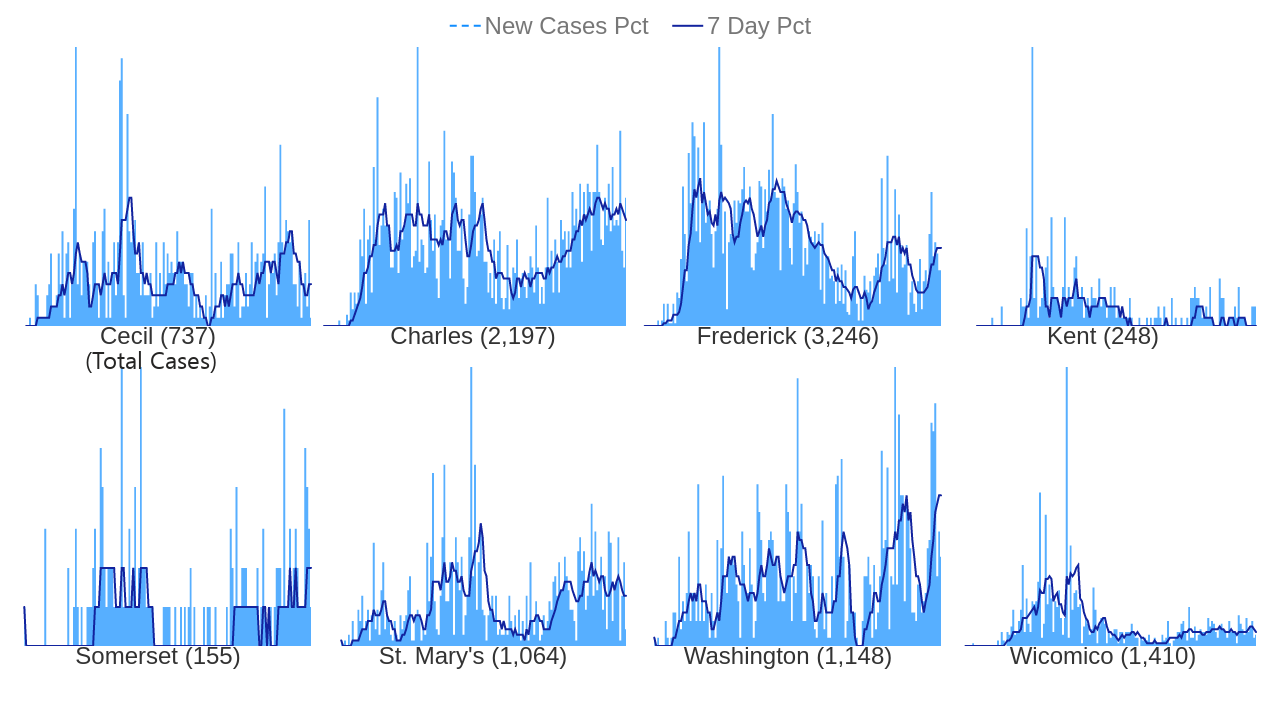 New Cases Pct 7 Day Pct
Cecil (737) Charles (2,197) Frederick (3,246) Kent (248)
(Total Cases)
Somerset (155) St. Mary's (1,064) Washington (1,148) Wicomico (1,410)